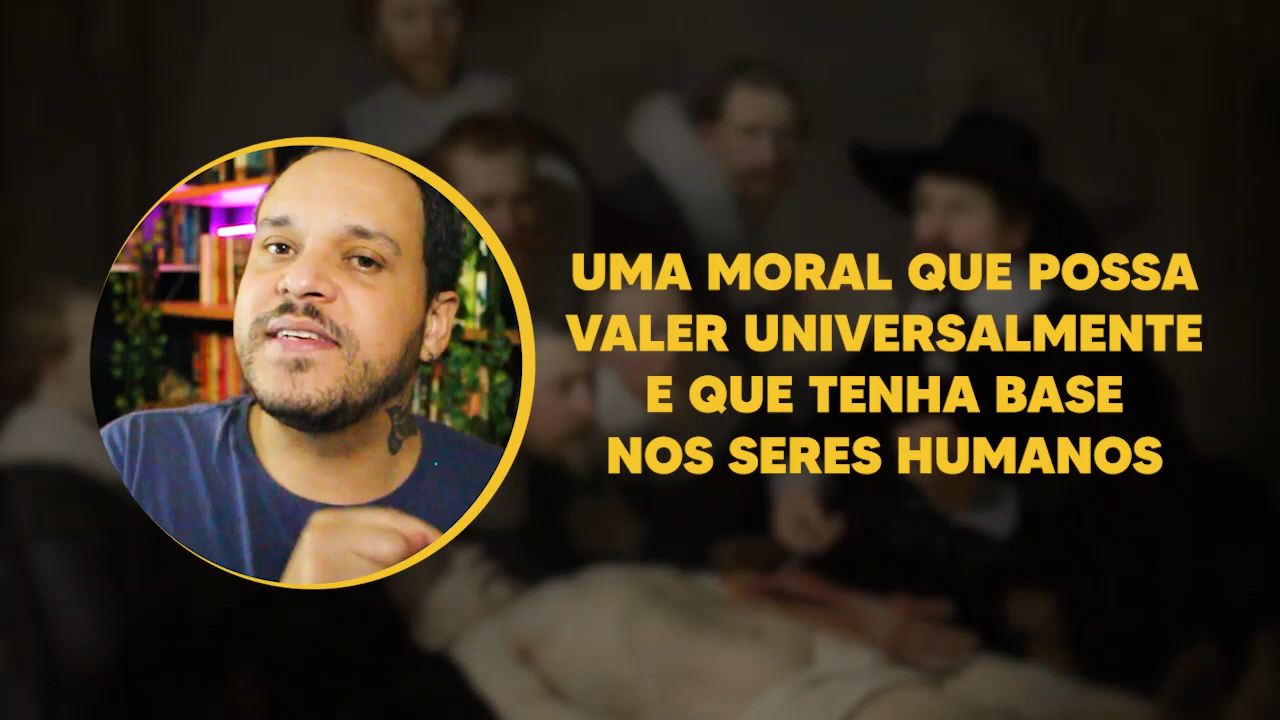 UMA MORAL QUE POSSA
VALER UNIVERSALMENTE
E QUE TENHA BASE
NOS SERES HUMANOS